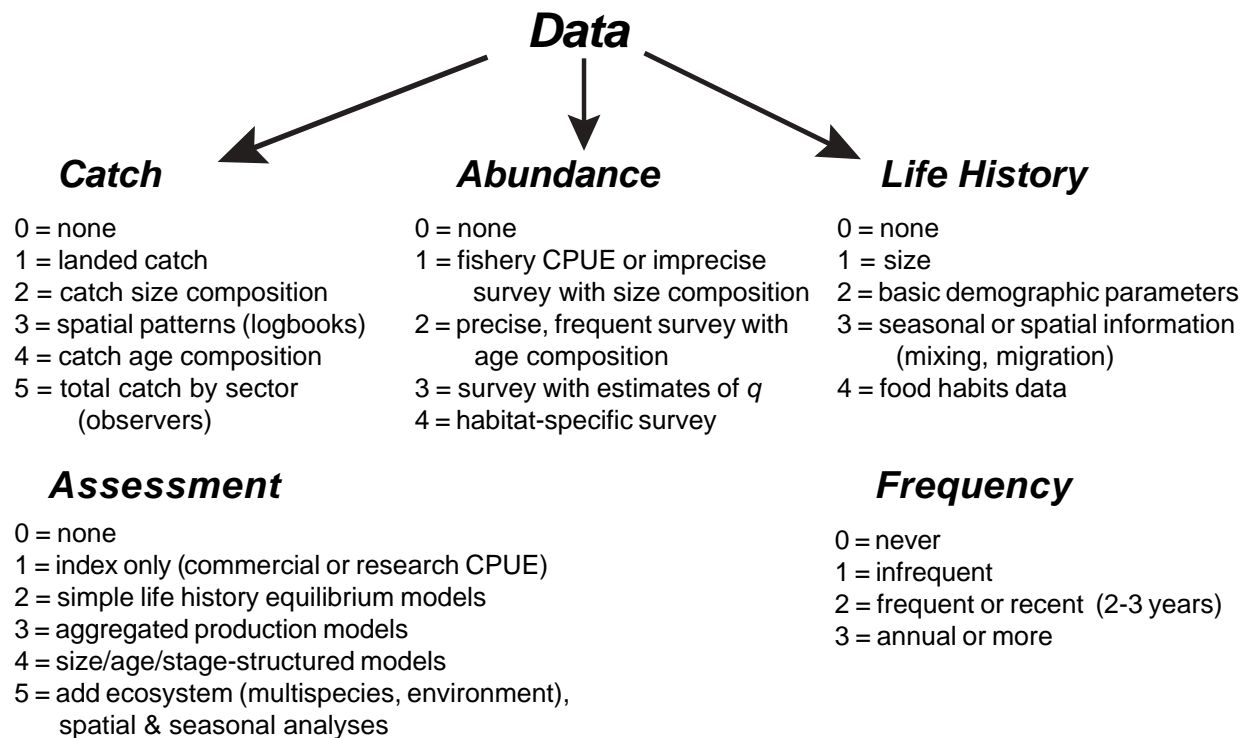 Data
Catch
0 = none
1 = landed catch
2 = catch size composition
3 = spatial patterns (logbooks)
4 = catch age composition
5 = total catch by sector
(observers)
Abundance
0 = none
1 = fishery CPUE or imprecise
survey with size composition
2 = precise, frequent survey with
age composition
3 = survey with estimates of q
4 = habitat-specific survey
Life History
0 = none
1 = size
2 = basic demographic parameters
3 = seasonal or spatial information
(mixing, migration)
4 = food habits data
Assessment
0 = none
1 = index only (commercial or research CPUE)
2 = simple life history equilibrium models
3 = aggregated production models
4 = size/age/stage-structured models
5 = add ecosystem (multispecies, environment),
spatial & seasonal analyses
Frequency
0 = never
1 = infrequent
2 = frequent or recent (2-3 years)
3 = annual or more